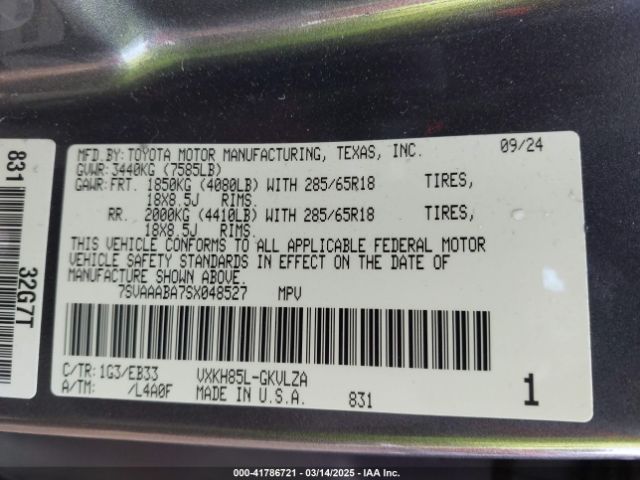 MFD.BY:TOYOTA MOTOR MANUFACTURING, TEXAS, INC. 09/24
GVWR:3440KG (7585LB)
GAWR:FRT. 1850KG (4080LB) WITH 285/65R18 TIRES,
18X8.5J RIMS.
RR. 2000KG (4410LB) WITH 285/65R18 TIRES,
18X8.5J RIMS.
THIS VEHICLE CONFORMS TO ALL APPLICABLE FEDERAL MOTOR
VEHICLE SAFETY STANDARDS IN EFFECT ON THE DATE OF
MANUFACTURE SHOWN ABOVE.
7SVAAABA7SX048527 MPV
C/TR:1G3/EB33 VXKH85L-GKVLZA
A/TM: /L4A0F MADE IN U.S.A. 831 1
831
32G7T
000-41786721 | 03/14/2025 | IAA Inc.